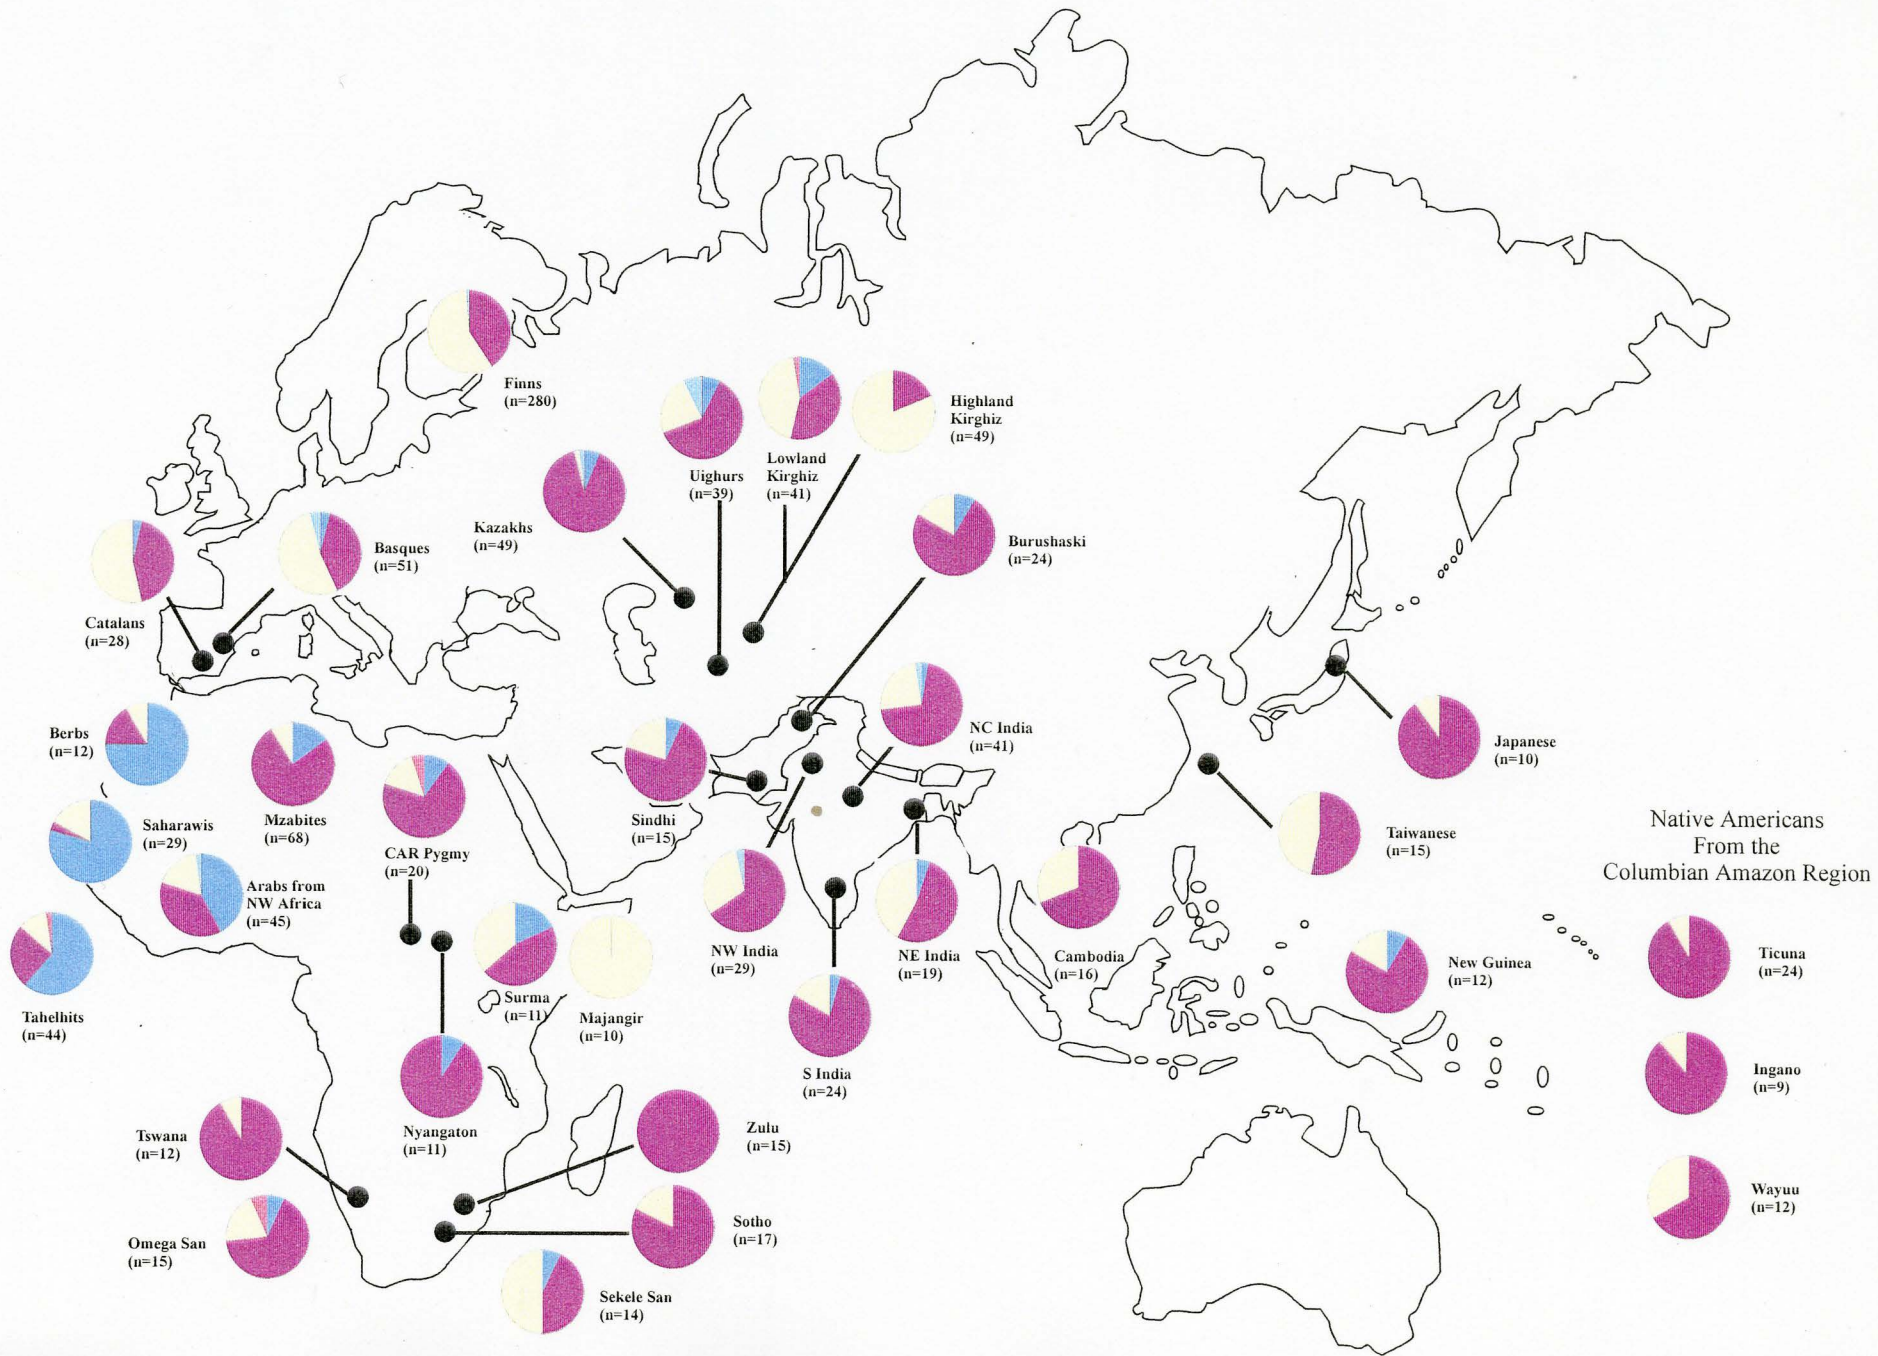 Finns
(n=280)
Highland
Kirghiz
(n=49)
Lowland
Kirghiz
(n=41)
Uighurs
(n=39)
Kazakhs
(n=49)
Burushaski
(n=24)
Basques
(n=51)
Catalans
(n=28)
Berbs
(n=12)
NC India
(n=41)
Japanese
(n=10)
Saharawis
(n=29)
Mzabites
(n=68)
Sindhi
(n=15)
Taiwanese
(n=15)
CAR Pygmy
(n=20)
Native Americans
From the
Columbian Amazon Region
Arabs from
NW Africa
(n=45)
NW India
(n=29)
NE India
(n=19)
Cambodia
(n=16)
New Guinea
(n=12)
Ticuna
(n=24)
Surma
(n=11)
Majangir
(n=10)
Tahelhits
(n=44)
S India
(n=24)
Ingano
(n=9)
Nyangaton
(n=11)
Tswana
(n=12)
Zulu
(n=15)
Wayuu
(n=12)
Sotho
(n=17)
Omega San
(n=15)
Sekele San
(n=14)